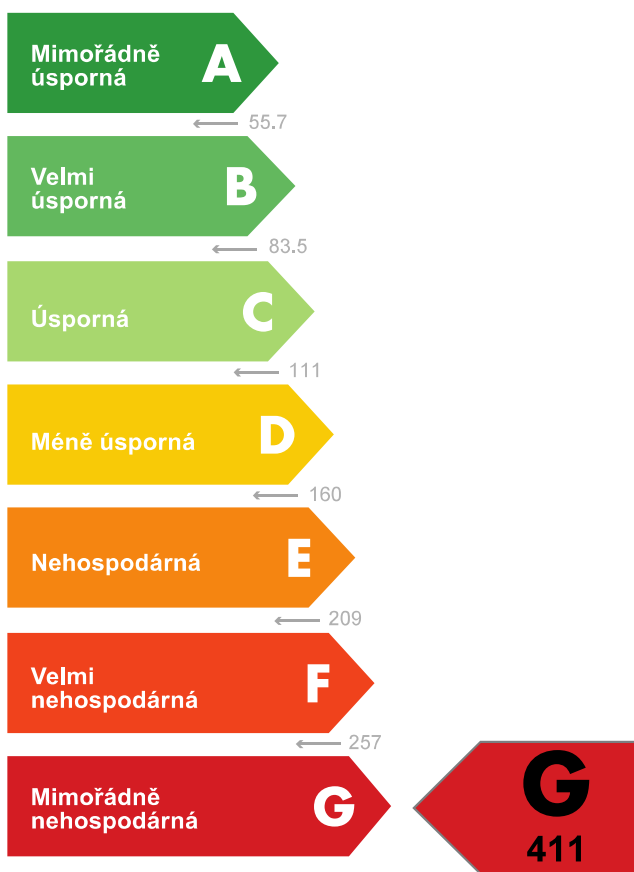 Mimořádně
úsporná A
← 55.7
Velmi
úsporná B
← 83.5
Úsporná C
← 111
Méně úsporná D
← 160
Nehospodárná E
← 209
Velmi
nehospodárná F
← 257
Mimořádně
nehospodárná G
G
411